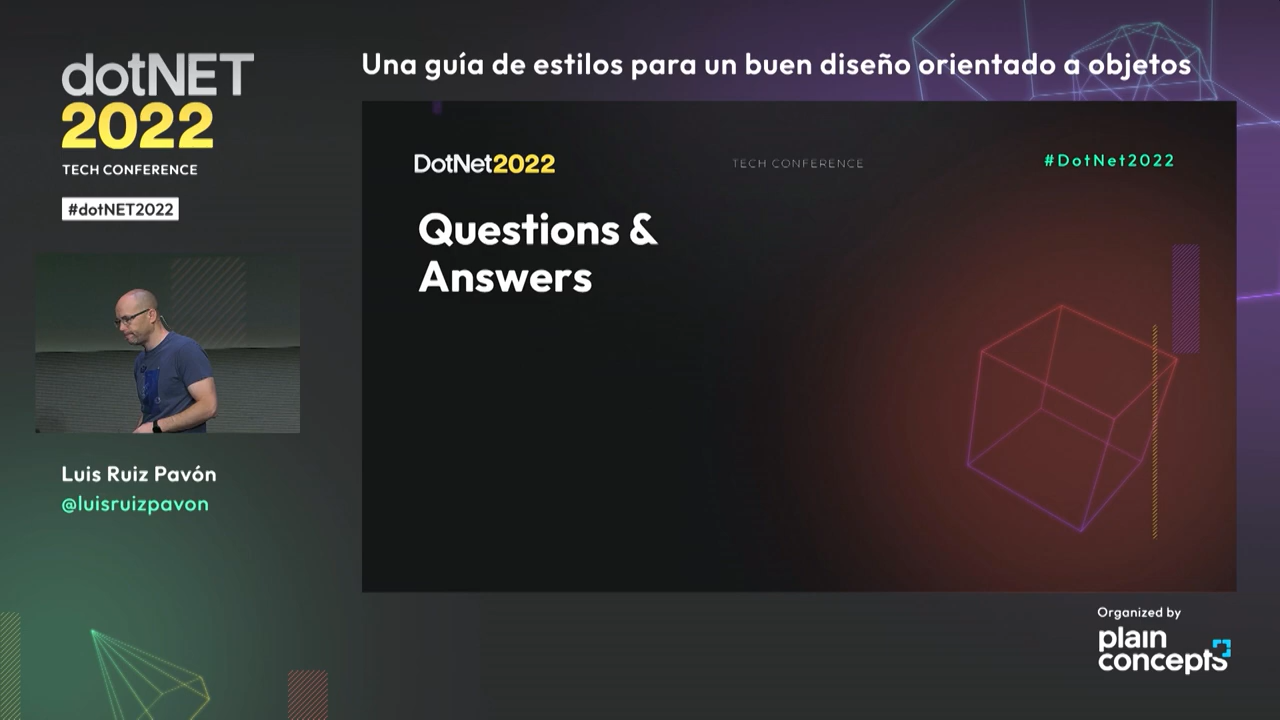 dotNET
2022
TECH CONFERENCE
#dotNET2022
Una guía de estilos para un buen diseño orientado a objetos
DotNet2022
TECH CONFERENCE
#DotNet2022
Questions &
Answers
Luis Ruiz Pavón
@luisruizpavon
Organized by
plain
concepts